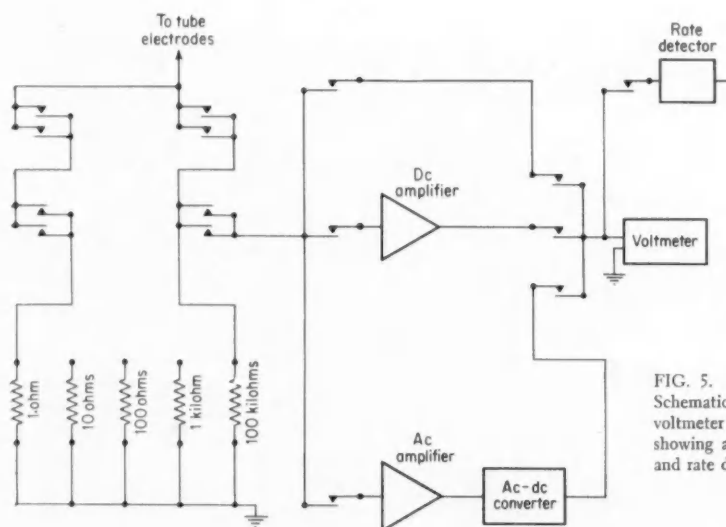 To tube
electrodes
Rate
detector
Dc
amplifier
Voltmeter
1-ohm
10 ohms
100 ohms
1 kilohm
100 kilohms
Ac
amplifier
Ac-dc
converter
FIG. 5.
Schematic
voltmeter
showing a
and rate d